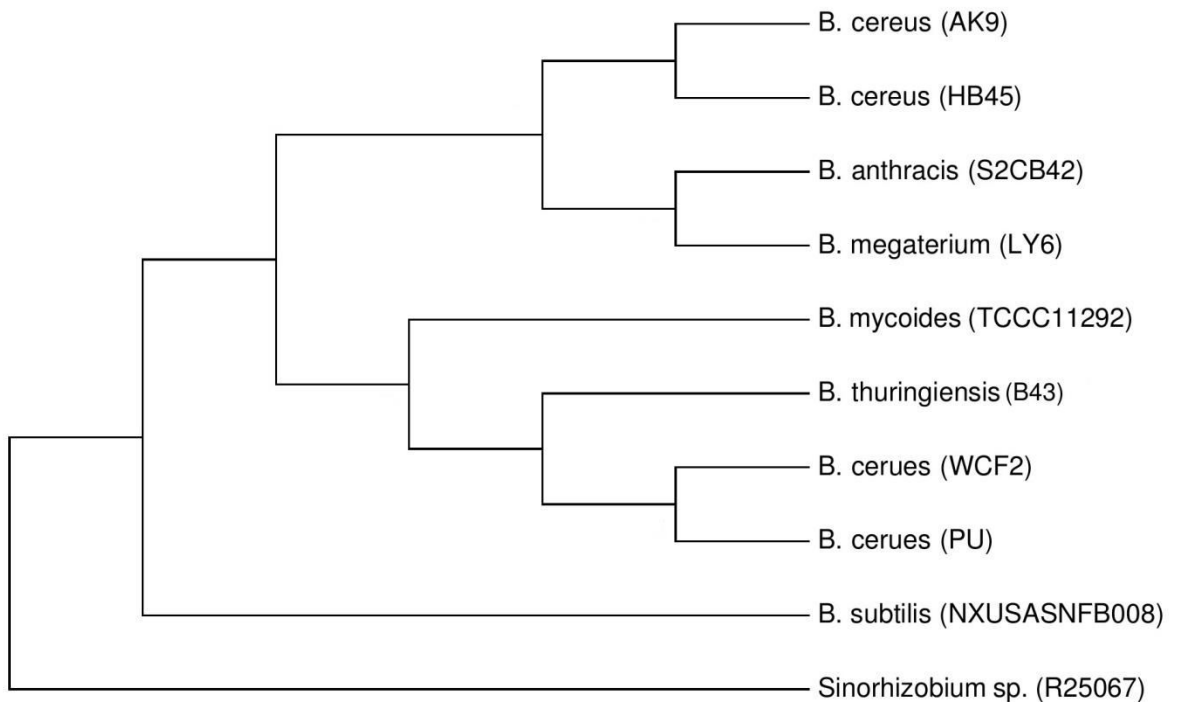 B. cereus (AK9)
B. cereus (HB45)
B. anthracis (S2CB42)
B. megaterium (LY6)
B. mycoides (TCCC11292)
B. thuringiensis (B43)
B. cerues (WCF2)
B. cerues (PU)
B. subtilis (NXUSASNFB008)
Sinorhizobium sp. (R25067)